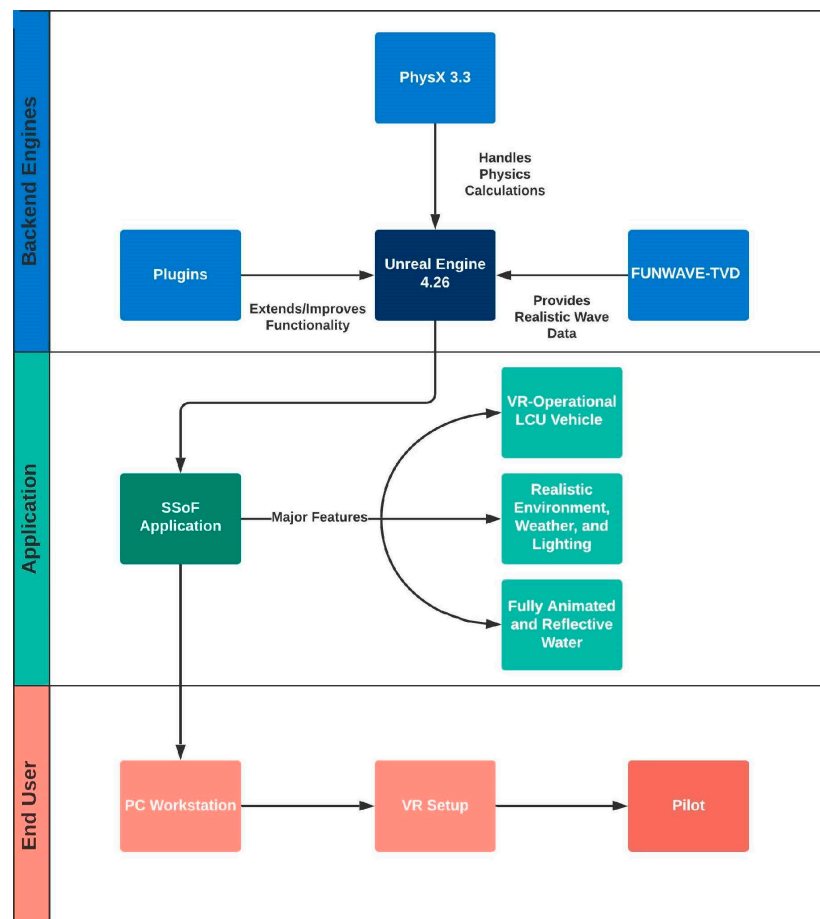 Backend Engines
PhysX 3.3
Handles
Physics
Calculations
Plugins
Unreal Engine
4.26
FUNWAVE-TVD
Extends/Improves
Functionality
Provides
Realistic Wave
Data
Application
VR-Operational
LCU Vehicle
SSoF
Application
Major Features
Realistic
Environment,
Weather, and
Lighting
Fully Animated
and Reflective
Water
End User
PC Workstation
VR Setup
Pilot